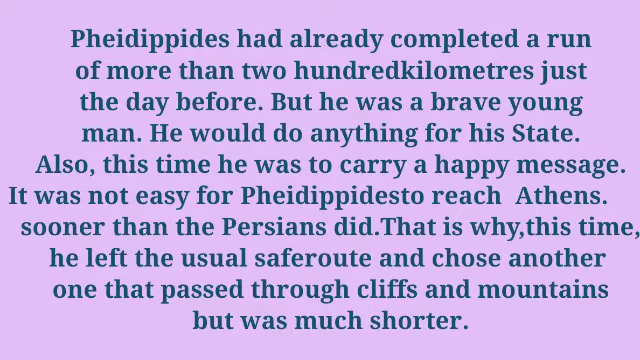 Pheidippides had already completed a run
of more than two hundredkilometres just
the day before. But he was a brave young
man. He would do anything for his State.
Also, this time he was to carry a happy message.
It was not easy for Pheidippidesto reach  Athens.
sooner than the Persians did.That is why,this time,
he left the usual saferoute and chose another
one that passed through cliffs and mountains
but was much shorter.